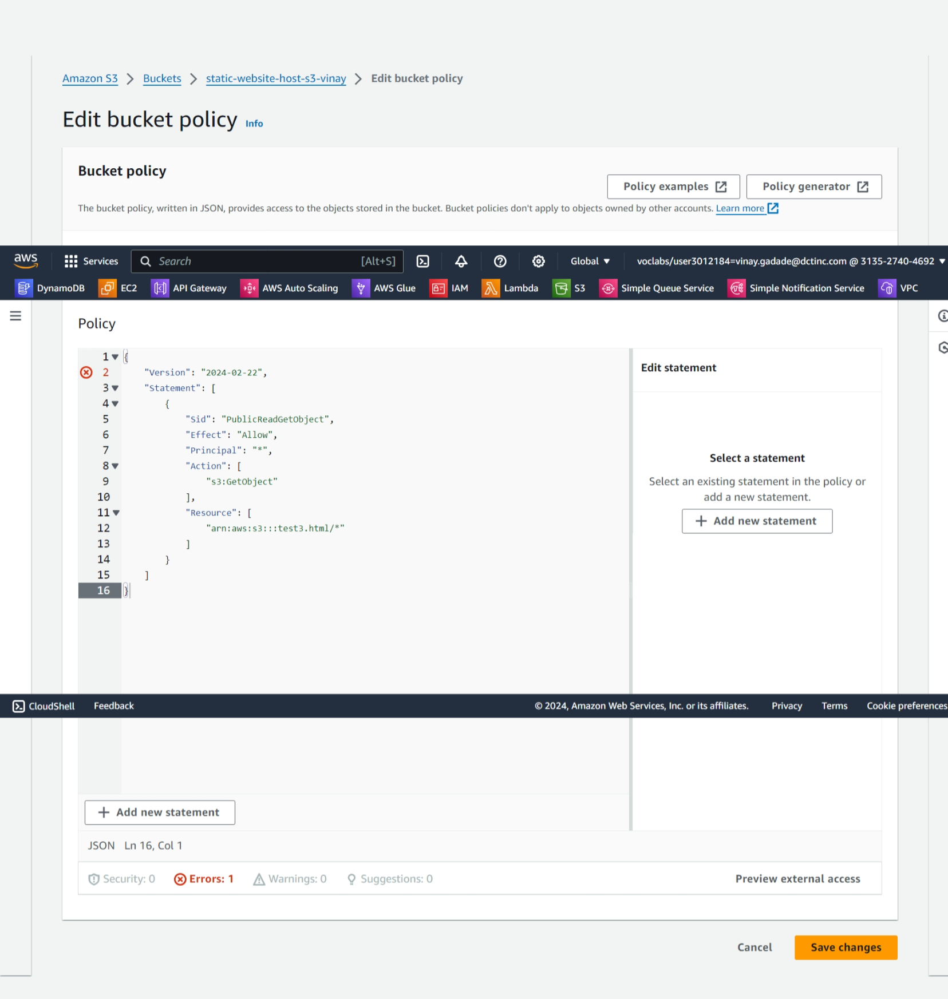 Amazon S3 > Buckets > static-website-host-s3-vinay > Edit bucket policy
Edit bucket policy Info
Bucket policy
Policy examples
Policy generator
The bucket policy, written in JSON, provides access to the objects stored in the bucket. Bucket policies don't apply to objects owned by other accounts. Learn more
aws Services Search [Alt+S] Global voclabs/user3012184=vinay.gadade@dctinc.com @ 3135-2740-4692
DynamoDB EC2 API Gateway AWS Auto Scaling AWS Glue IAM Lambda S3 Simple Queue Service Simple Notification Service VPC
Policy
1 {
2 "Version": "2024-02-22",
3 "Statement": [
4 {
5 "Sid": "PublicReadGetObject",
6 "Effect": "Allow",
7 "Principal": "*",
8 "Action": [
9 "s3:GetObject"
10 ],
11 "Resource": [
12 "arn:aws:s3:::test3.html/*"
13 ]
14 }
15 ]
16 }
Edit statement
Select a statement
Select an existing statement in the policy or
add a new statement.
+ Add new statement
CloudShell Feedback © 2024, Amazon Web Services, Inc. or its affiliates. Privacy Terms Cookie preferences
+ Add new statement
JSON Ln 16, Col 1
Security: 0 Errors: 1 Warnings: 0 Suggestions: 0 Preview external access
Cancel Save changes